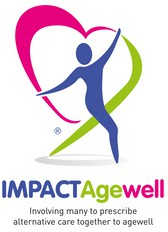 ®
IMPACTAgewell
Involving many to prescribe
alternative care together to agewell